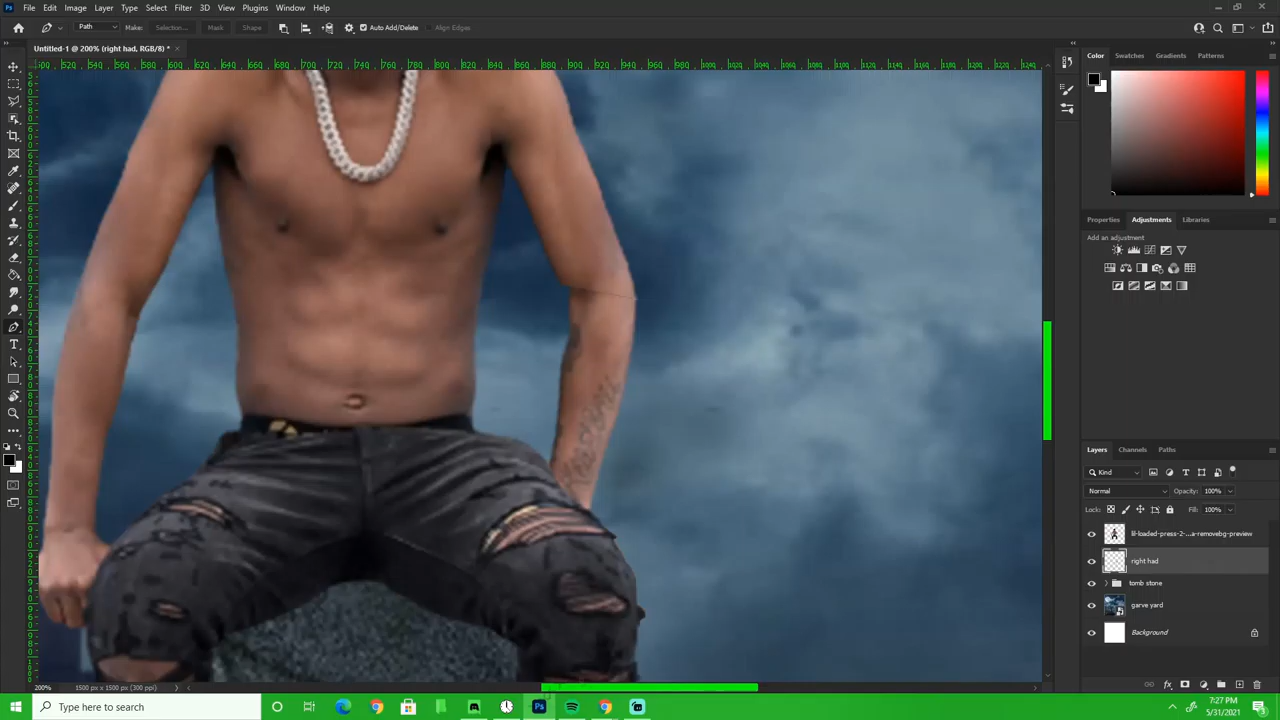 File Edit Image Layer Type Select Filter 3D View Plugins Window Help
Path Make: Selection... Mask Shape Auto Add/Delete Align Edges
Untitled-1 @ 200% (right had, RGB/8) *
Color Swatches Gradients Patterns
Properties Adjustments Libraries
Add an adjustment
Layers Channels Paths
Kind
Normal Opacity: 100%
Lock: Fill: 100%
lil-loaded-press-2-...a-removebg-preview
right had
tomb stone
garve yard
Background
200% 1500 px x 1500 px (300 ppi)
Type here to search
7:27 PM
5/31/2021